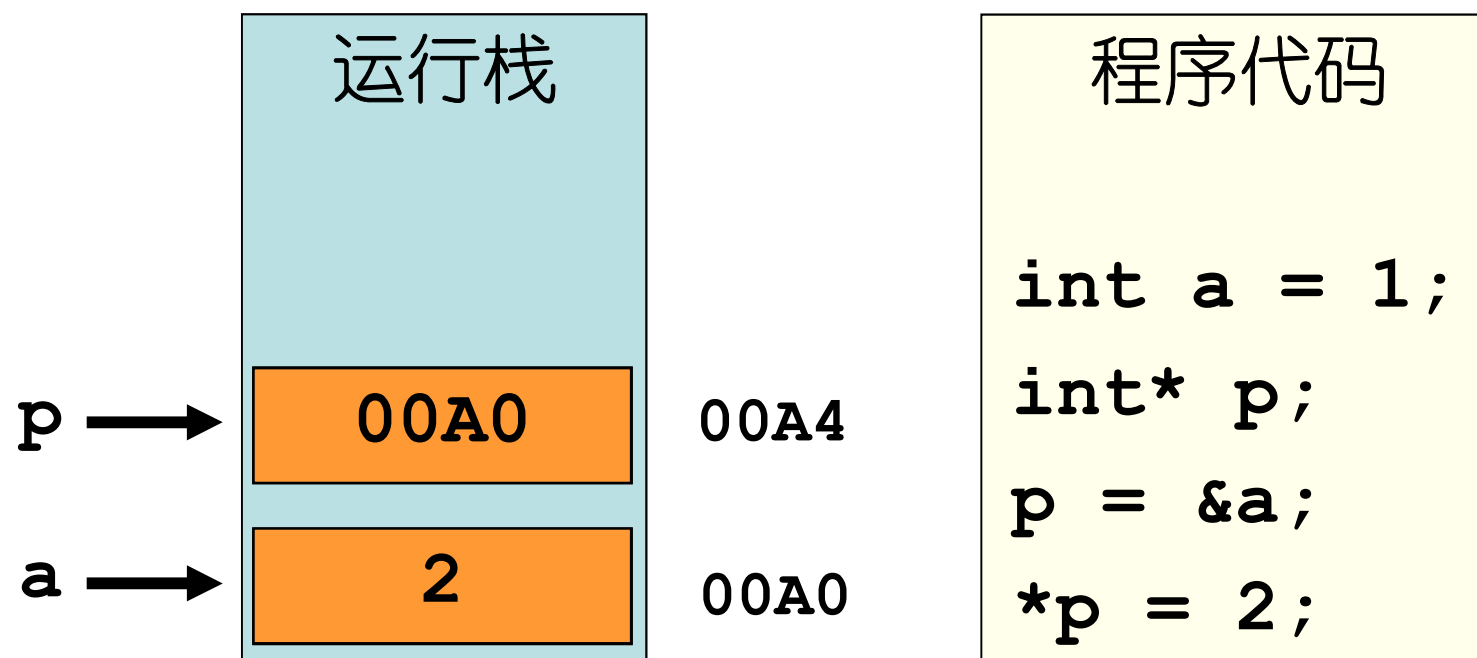 运行栈
p
00A0
00A4
a
2
00A0
程序代码
int a = 1;
int* p;
p = &a;
*p = 2;